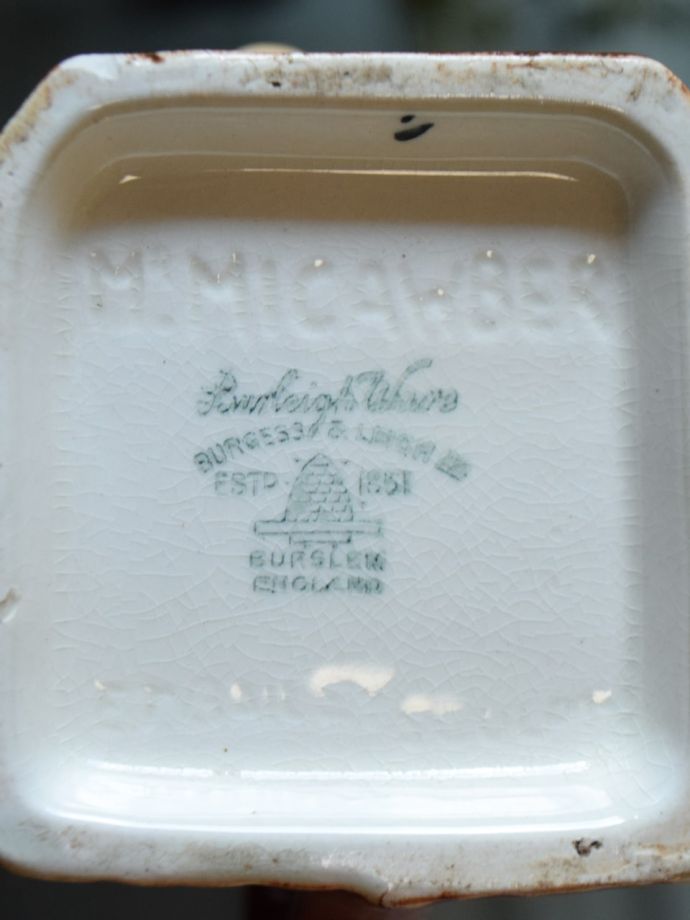 Mr MICAWBER
Burleigh Ware
BURGESS & LEIGH LTD
ESTD 1851
BURSLEM
ENGLAND